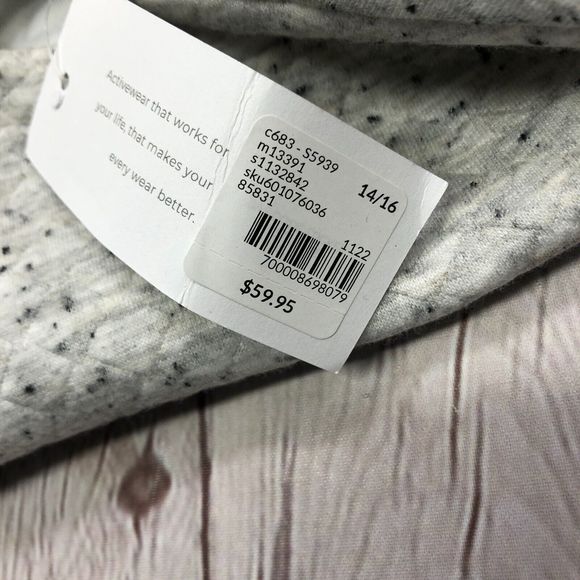 Activewear that works for
your life, that makes your
every wear better.
c683 - S5939
m13391
s1132842
sku601076036
85831
14/16
1122
700008698079
$59.95